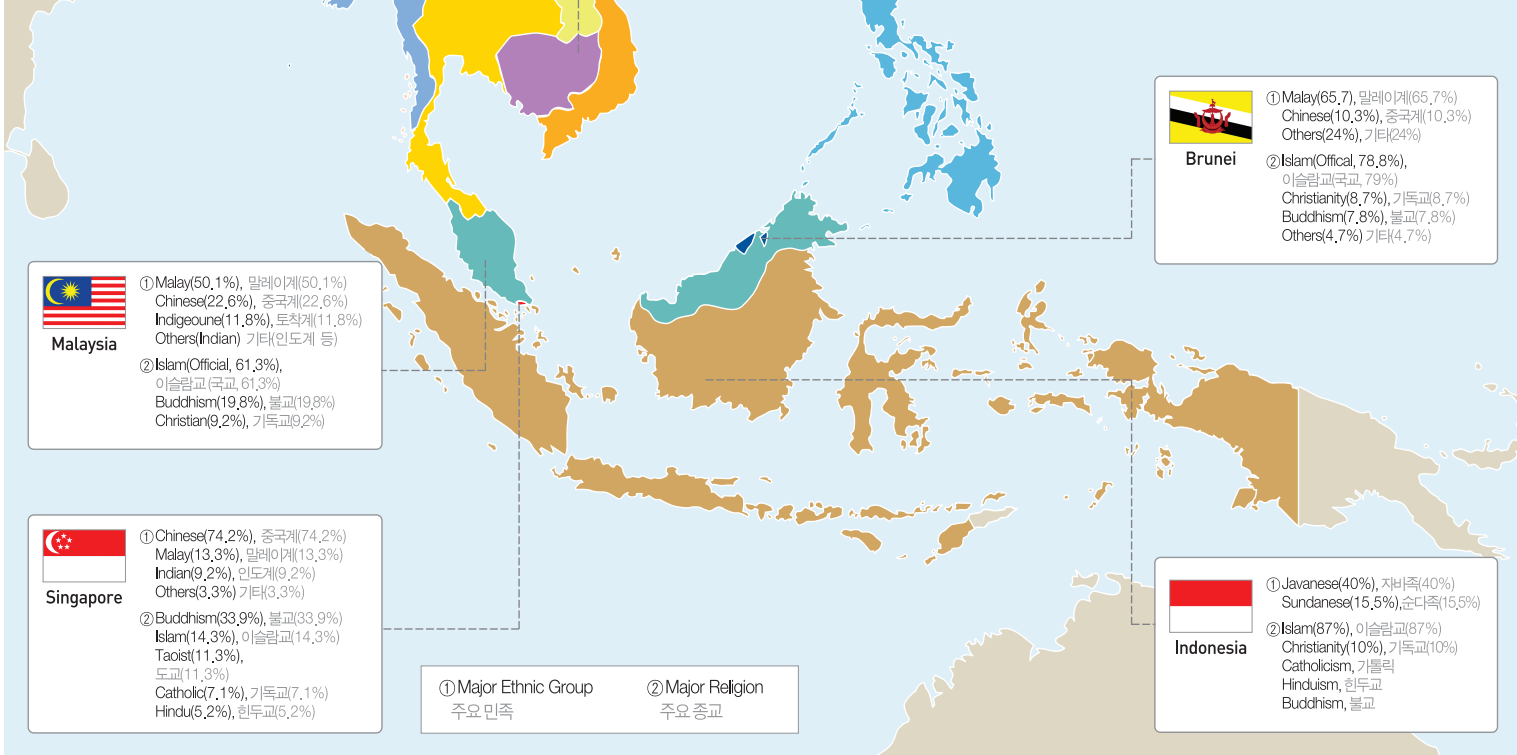 Brunei
①Malay(65.7), 말레이계(65.7%)
Chinese(10.3%), 중국계(10.3%)
Others(24%), 기타(24%)
②Islam(Offical, 78.8%),
이슬람교(국교, 79%)
Christianity(8.7%), 기독교(8.7%)
Buddhism(7.8%), 불교(7.8%)
Others(4.7%) 기타(4.7%)
Malaysia
①Malay(50.1%), 말레이계(50.1%)
Chinese(22.6%), 중국계(22.6%)
Indigeoune(11.8%), 토착계(11.8%)
Others(Indian) 기타(인도계 등)
②Islam(Official, 61.3%),
이슬람교 (국교, 61.3%)
Buddhism(19.8%), 불교(19.8%)
Christian(9.2%), 기독교(9.2%)
Singapore
①Chinese(74.2%), 중국계(74.2%)
Malay(13.3%), 말레이계(13.3%)
Indian(9.2%), 인도계(9.2%)
Others(3.3%) 기타(3.3%)
②Buddhism(33.9%), 불교(33.9%)
Islam(14.3%), 이슬람교(14.3%)
Taoist(11.3%),
도교(11.3%)
Catholic(7.1%), 기독교(7.1%)
Hindu(5.2%), 힌두교(5.2%)
Indonesia
①Javanese(40%), 자바족(40%)
Sundanese(15.5%),순다족(15.5%)
②Islam(87%), 이슬람교(87%)
Christianity(10%), 기독교(10%)
Catholicism, 가톨릭
Hinduism, 힌두교
Buddhism, 불교
①Major Ethnic Group
주요 민족
②Major Religion
주요 종교